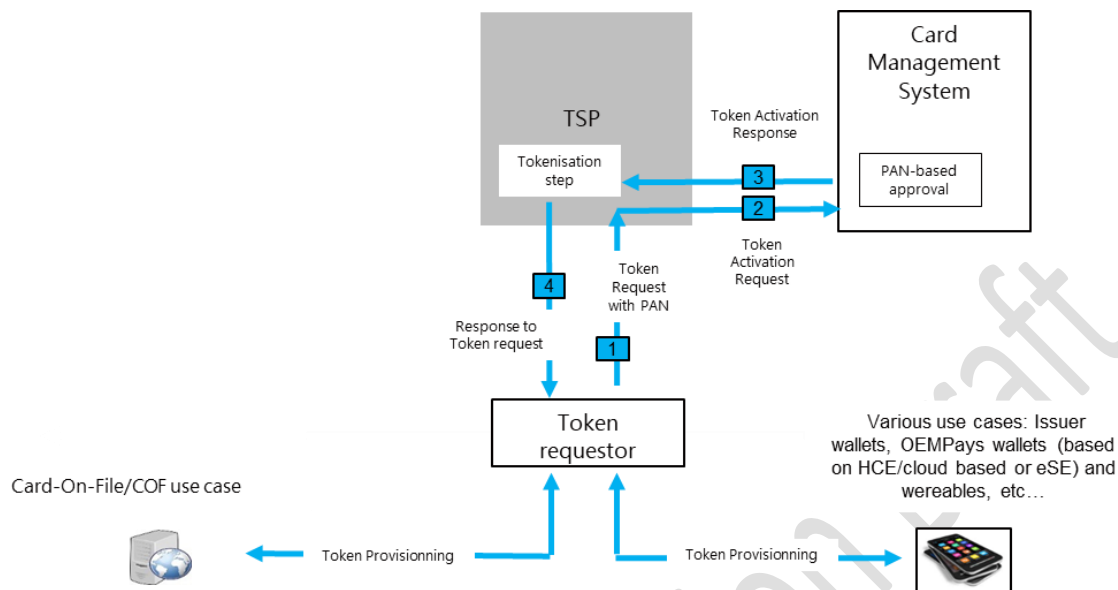 Card
Management
System
TSP
Token Activation
Response
Tokenisation
step
3
PAN-based
approval
2
Token
Activation
Request
Token
Request
with PAN
4
Response to
Token request
1
Token
requestor
Various use cases: Issuer
wallets, OEMPays wallets (based
on HCE/cloud based or eSE) and
wereables, etc…
Card-On-File/COF use case
Token Provisionning
Token Provisionning
raft